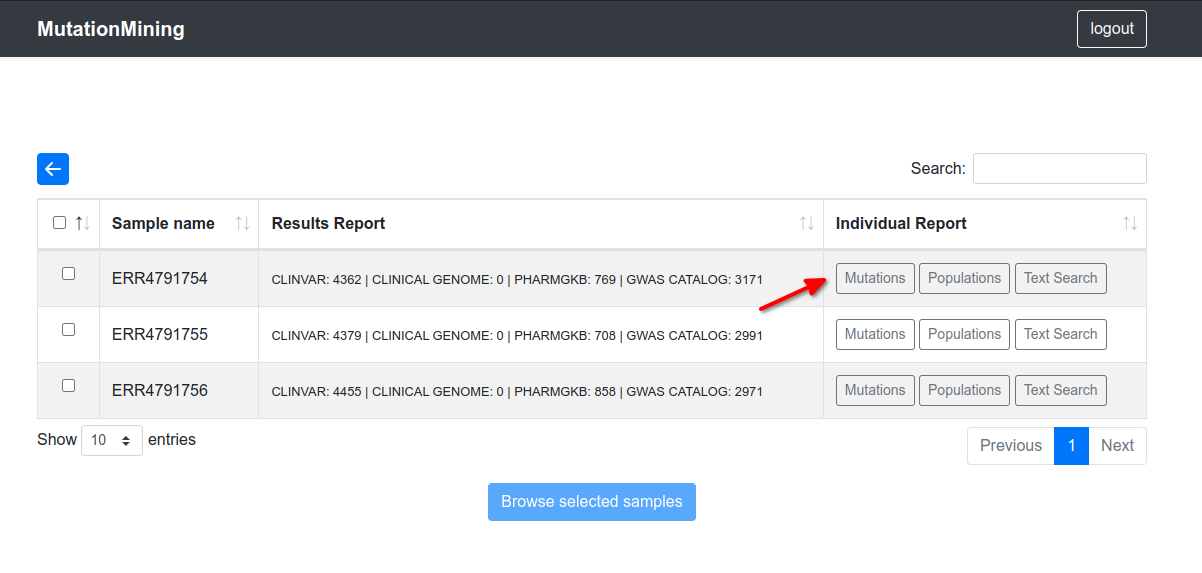 MutationMining logout
Search:
Sample name Results Report Individual Report
ERR4791754 CLINVAR: 4362 | CLINICAL GENOME: 0 | PHARMGKB: 769 | GWAS CATALOG: 3171 Mutations Populations Text Search
ERR4791755 CLINVAR: 4379 | CLINICAL GENOME: 0 | PHARMGKB: 708 | GWAS CATALOG: 2991 Mutations Populations Text Search
ERR4791756 CLINVAR: 4455 | CLINICAL GENOME: 0 | PHARMGKB: 858 | GWAS CATALOG: 2971 Mutations Populations Text Search
Show 10 entries Previous 1 Next
Browse selected samples